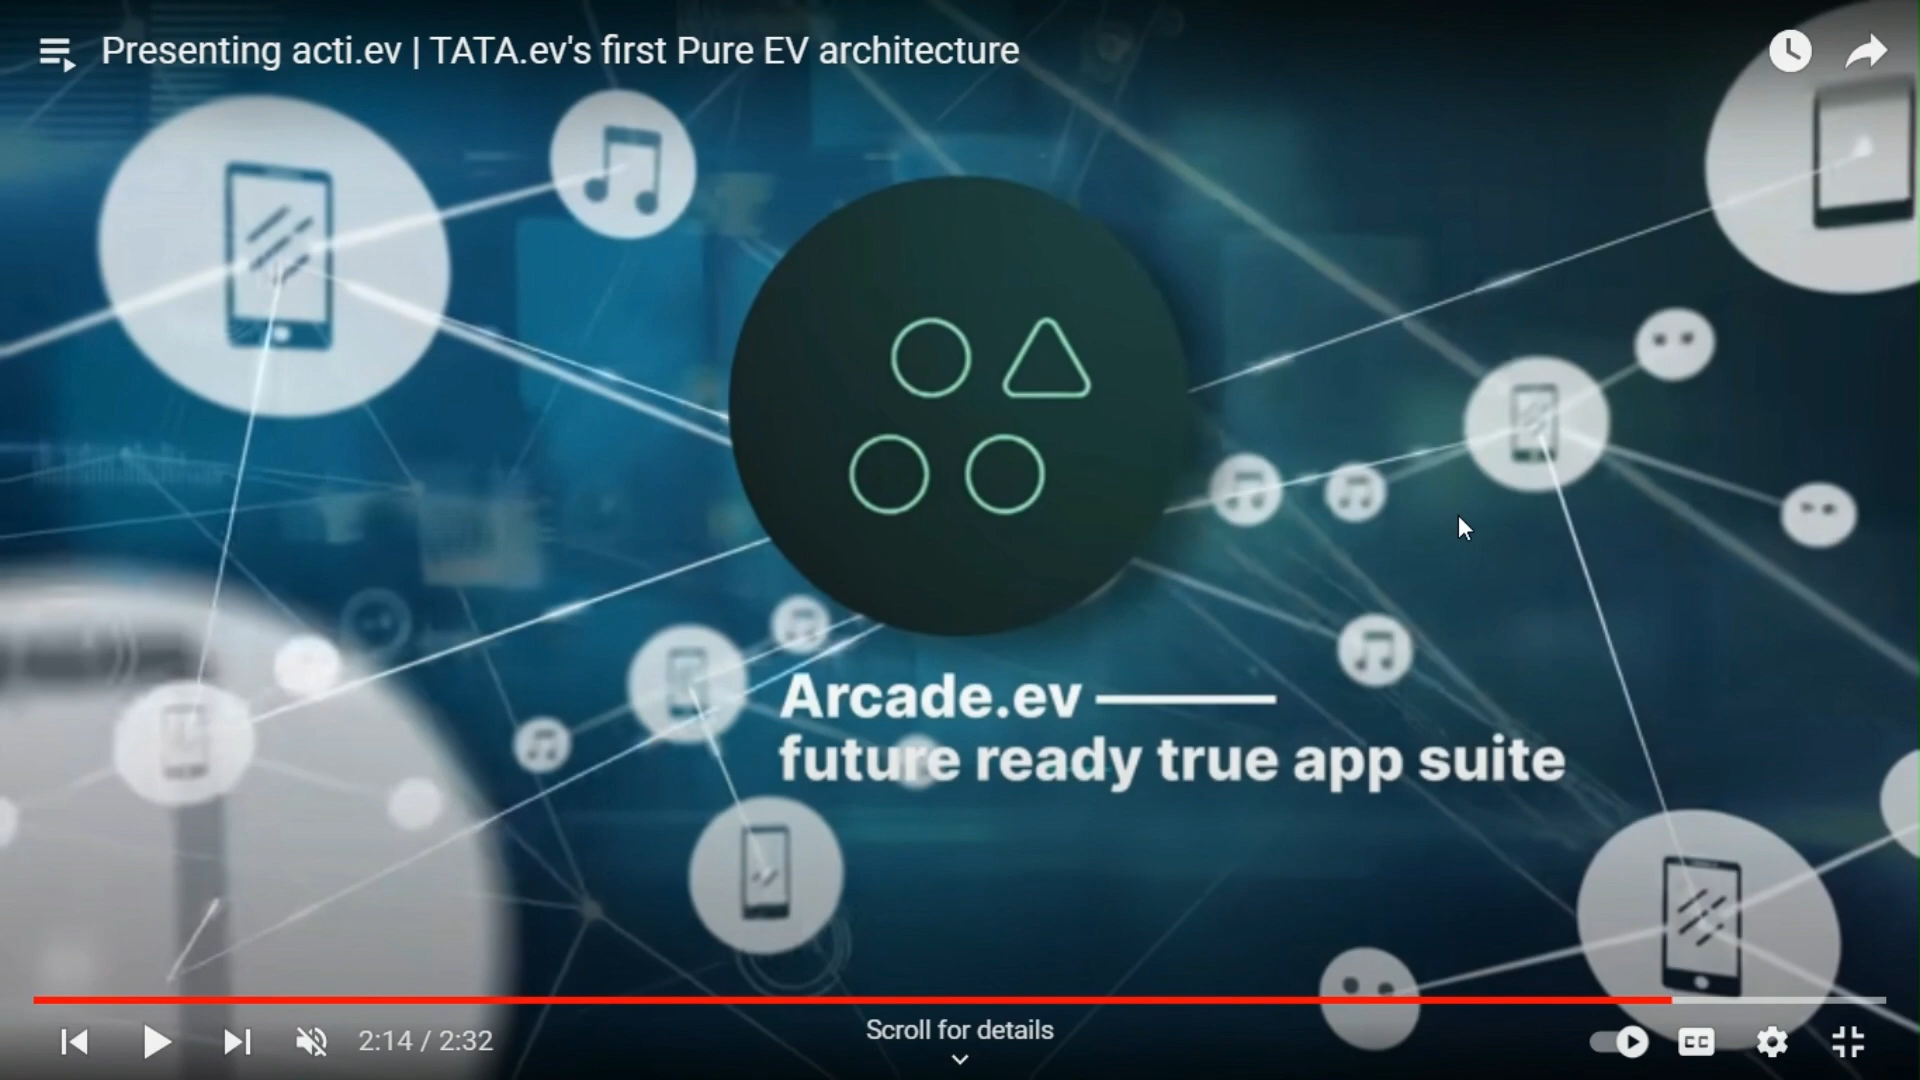 Presenting acti.ev | TATA.ev's first Pure EV architecture
Arcade.ev
future ready true app suite
2:14 / 2:32
Scroll for details
CC